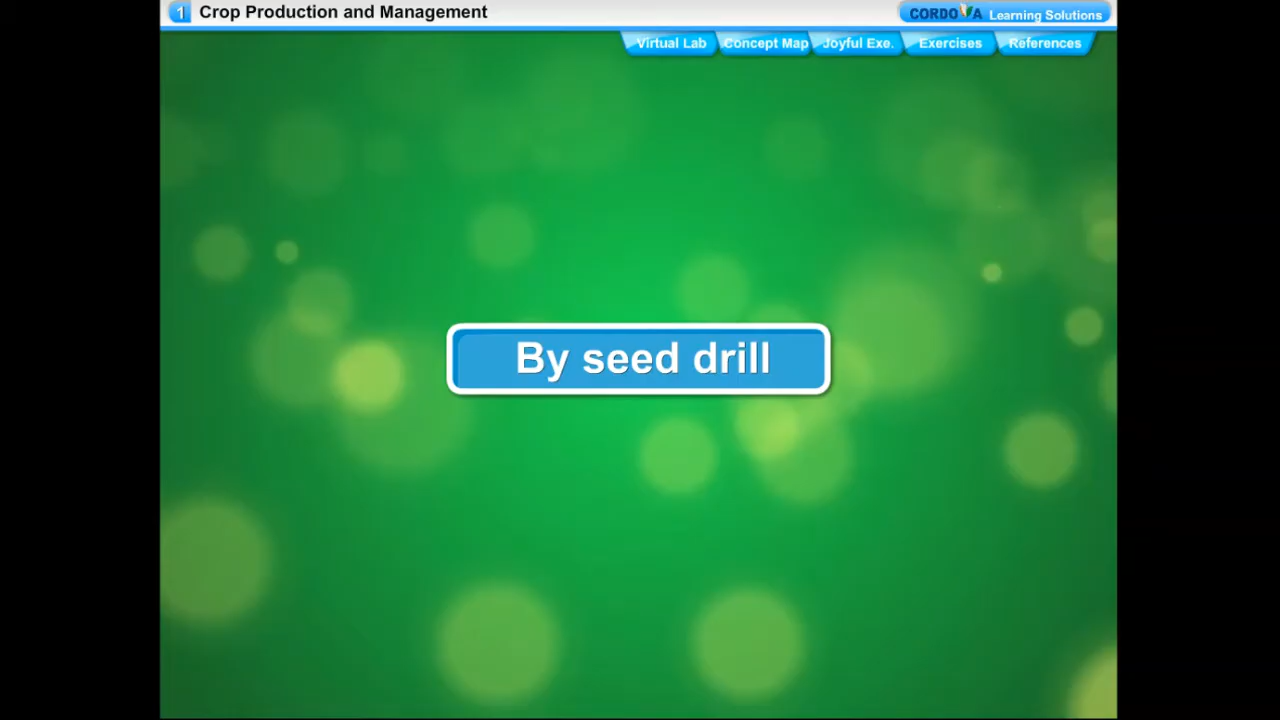 1 Crop Production and Management
CORDOVA Learning Solutions
Virtual Lab Concept Map Joyful Exe. Exercises References
By seed drill